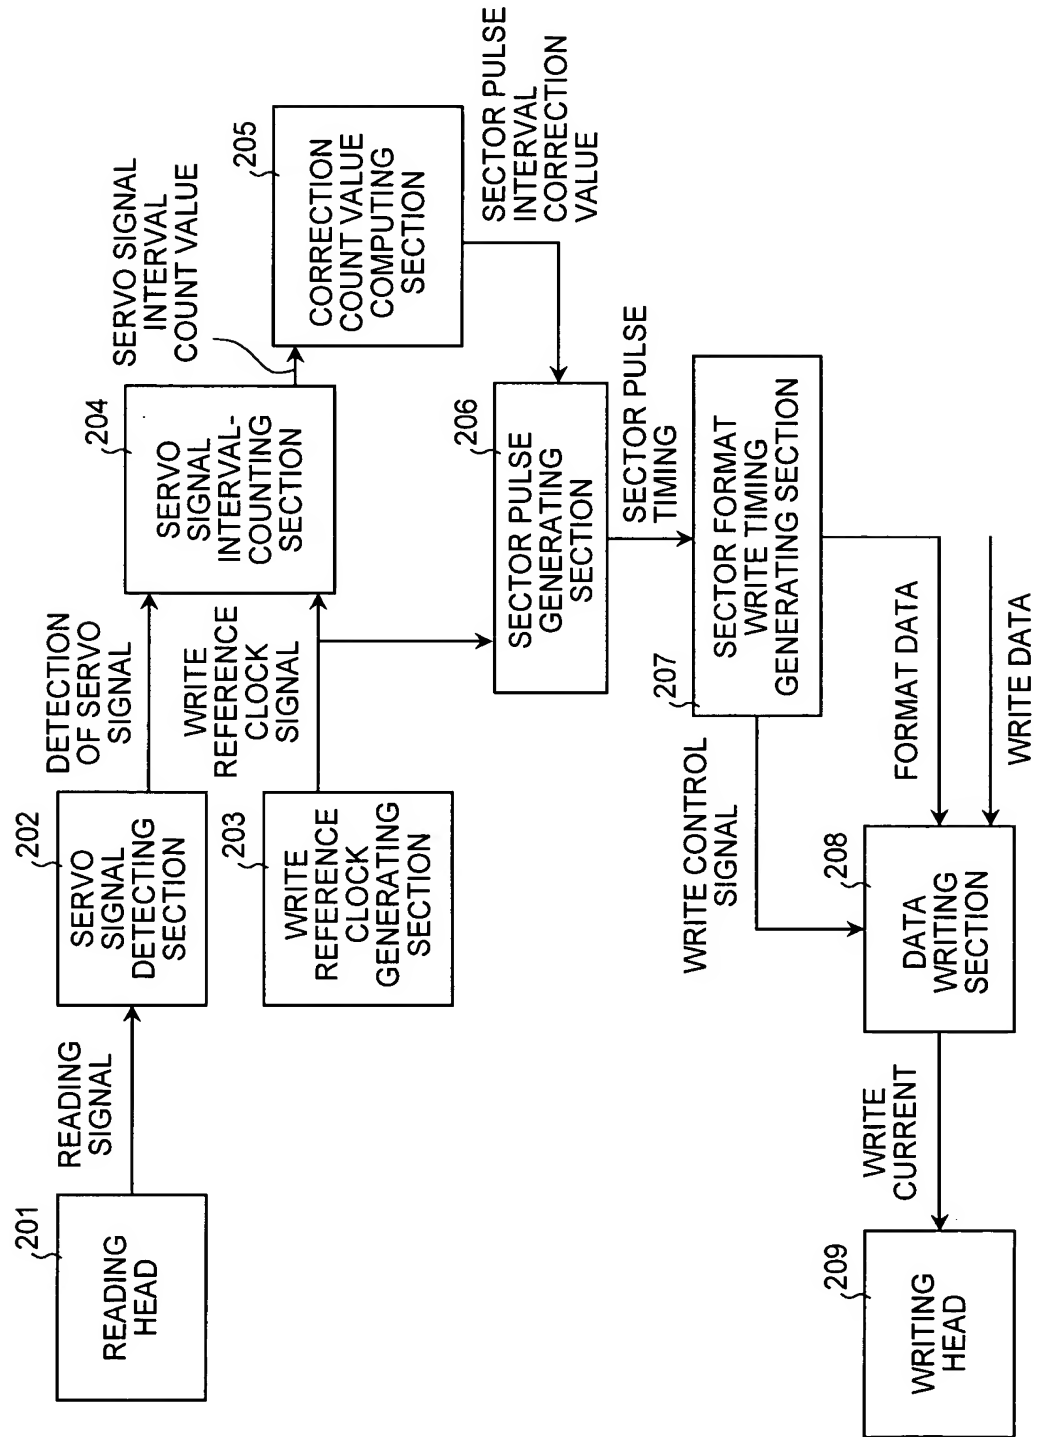 201
READING
HEAD
READING
SIGNAL
202
SERVO
SIGNAL
DETECTING
SECTION
DETECTION
OF SERVO
SIGNAL
203
WRITE
REFERENCE
CLOCK
GENERATING
SECTION
WRITE
REFERENCE
CLOCK
SIGNAL
204
SERVO
SIGNAL
INTERVAL-
COUNTING
SECTION
SERVO SIGNAL
INTERVAL
COUNT VALUE
205
CORRECTION
COUNT VALUE
COMPUTING
SECTION
SECTOR PULSE
INTERVAL
CORRECTION
VALUE
206
SECTOR PULSE
GENERATING
SECTION
SECTOR PULSE
TIMING
207
SECTOR FORMAT
WRITE TIMING
GENERATING SECTION
WRITE CONTROL
SIGNAL
FORMAT DATA
WRITE DATA
208
DATA
WRITING
SECTION
WRITE
CURRENT
209
WRITING
HEAD